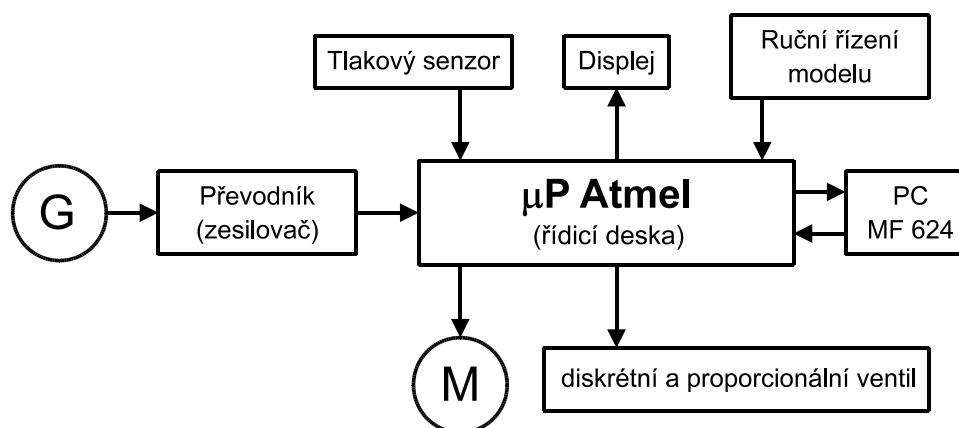 Tlakový senzor
Displej
Ruční řízení
modelu
G
Převodník
(zesilovač)
μP Atmel
(řídicí deska)
PC
MF 624
M
diskrétní a proporcionální ventil